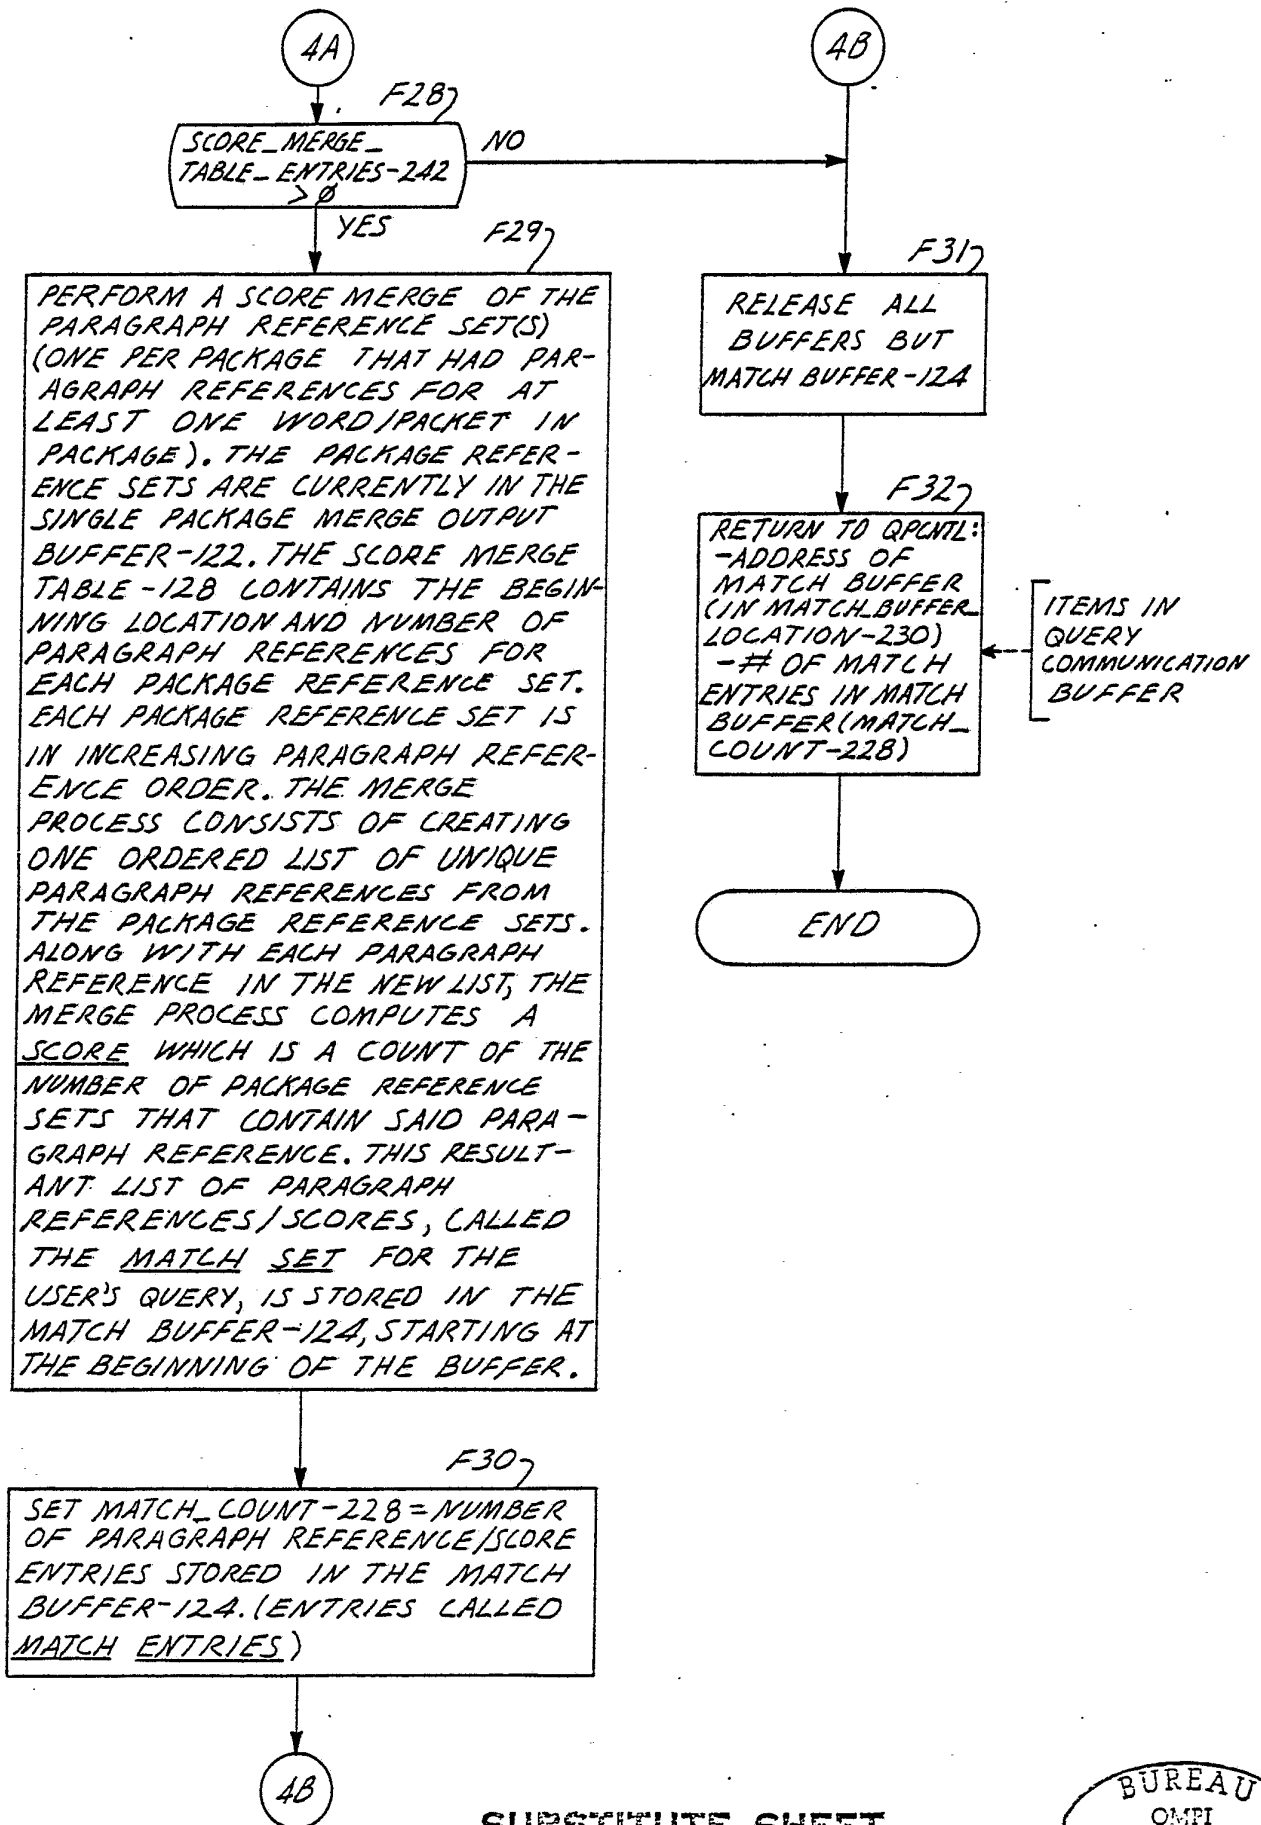 4A
F28
SCORE_MERGE_
TABLE_ENTRIES-242
> Ø
NO
YES
F29
PERFORM A SCORE MERGE OF THE
PARAGRAPH REFERENCE SET(S)
(ONE PER PACKAGE THAT HAD PAR-
AGRAPH REFERENCES FOR AT
LEAST ONE WORD/PACKET IN
PACKAGE). THE PACKAGE REFER-
ENCE SETS ARE CURRENTLY IN THE
SINGLE PACKAGE MERGE OUTPUT
BUFFER-122. THE SCORE MERGE
TABLE-128 CONTAINS THE BEGIN-
NING LOCATION AND NUMBER OF
PARAGRAPH REFERENCES FOR
EACH PACKAGE REFERENCE SET.
EACH PACKAGE REFERENCE SET IS
IN INCREASING PARAGRAPH REFER-
ENCE ORDER. THE MERGE
PROCESS CONSISTS OF CREATING
ONE ORDERED LIST OF UNIQUE
PARAGRAPH REFERENCES FROM
THE PACKAGE REFERENCE SETS.
ALONG WITH EACH PARAGRAPH
REFERENCE IN THE NEW LIST, THE
MERGE PROCESS COMPUTES A
SCORE WHICH IS A COUNT OF THE
NUMBER OF PACKAGE REFERENCE
SETS THAT CONTAIN SAID PARA-
GRAPH REFERENCE. THIS RESULT-
ANT LIST OF PARAGRAPH
REFERENCES/SCORES, CALLED
THE MATCH SET FOR THE
USER'S QUERY, IS STORED IN THE
MATCH BUFFER-124, STARTING AT
THE BEGINNING OF THE BUFFER.
F30
SET MATCH_COUNT-228=NUMBER
OF PARAGRAPH REFERENCE/SCORE
ENTRIES STORED IN THE MATCH
BUFFER-124. (ENTRIES CALLED
MATCH ENTRIES)
4B
4B
F31
RELEASE ALL
BUFFERS BUT
MATCH BUFFER-124
F32
RETURN TO QPCNTL:
-ADDRESS OF
MATCH BUFFER
(IN MATCH_BUFFER_
LOCATION-230)
-# OF MATCH
ENTRIES IN MATCH
BUFFER(MATCH_
COUNT-228)
ITEMS IN
QUERY
COMMUNICATION
BUFFER
END
SUBSTITUTE SHEET
BUREAU
OMPI